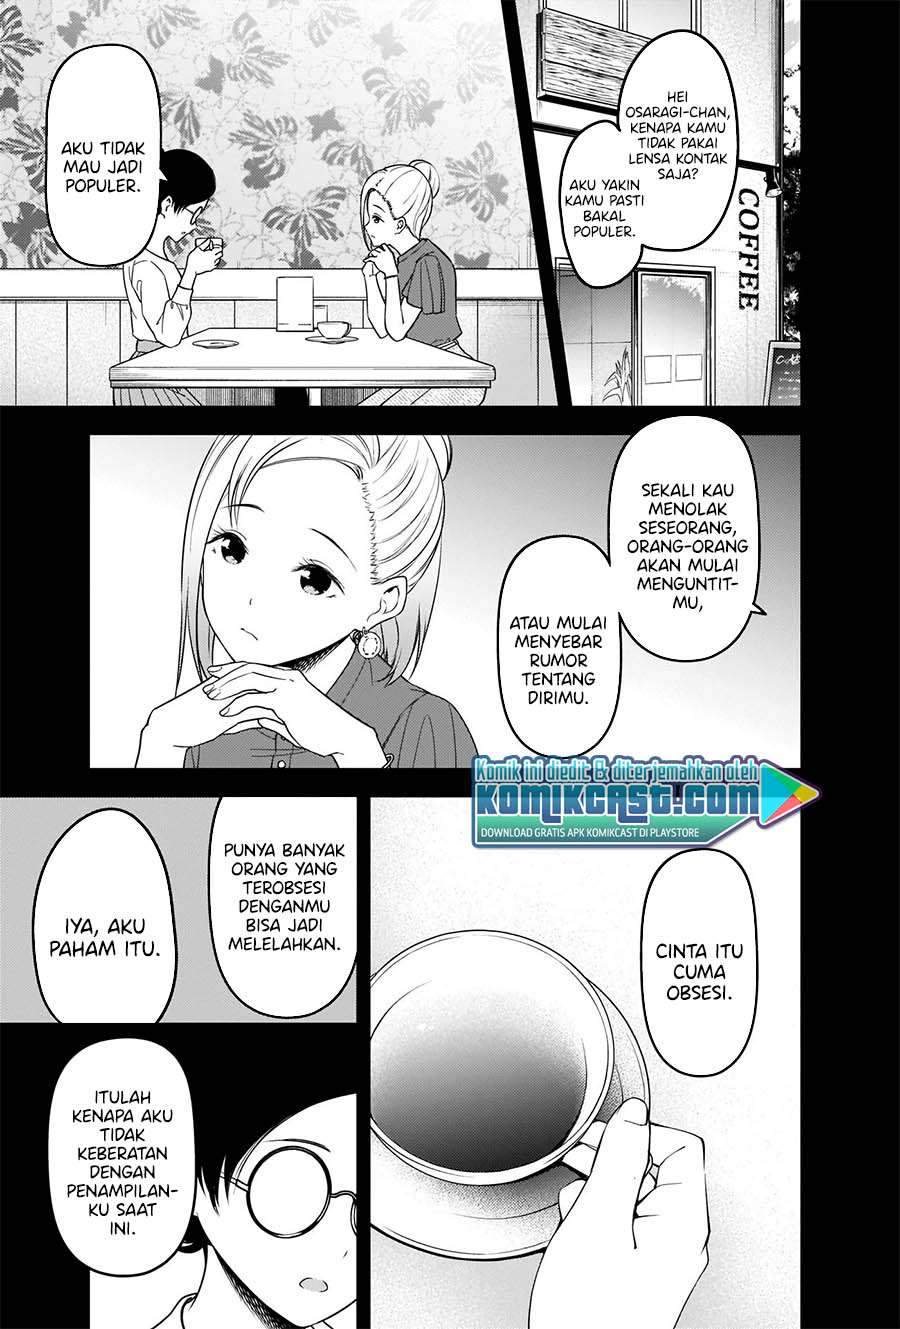 HEI
OSARAGI-CHAN,
KENAPA KAMU
TIDAK PAKAI
LENSA KONTAK
SAJA?
AKU YAKIN
KAMU PASTI
BAKAL
POPULER.
COFFEE
AKU TIDAK
MAU JADI
POPULER.
SEKALI KAU
MENOLAK
SESEORANG,
ORANG-ORANG
AKAN MULAI
MENGUNTIT-
MU,
ATAU MULAI
MENYEBAR
RUMOR
TENTANG
DIRIMU.
Komik ini diedit & diterjemahkan oleh
KOMIKCAST.COM
DOWNLOAD GRATIS APK KOMIKCAST DI PLAYSTORE
CINTA ITU
CUMA
OBSESI.
PUNYA BANYAK
ORANG YANG
TEROBSESI
DENGANMU
BISA JADI
MELELAHKAN.
IYA, AKU
PAHAM ITU.
ITULAH
KENAPA AKU
TIDAK
KEBERATAN
DENGAN
PENAMPILAN-
KU SAAT
INI.